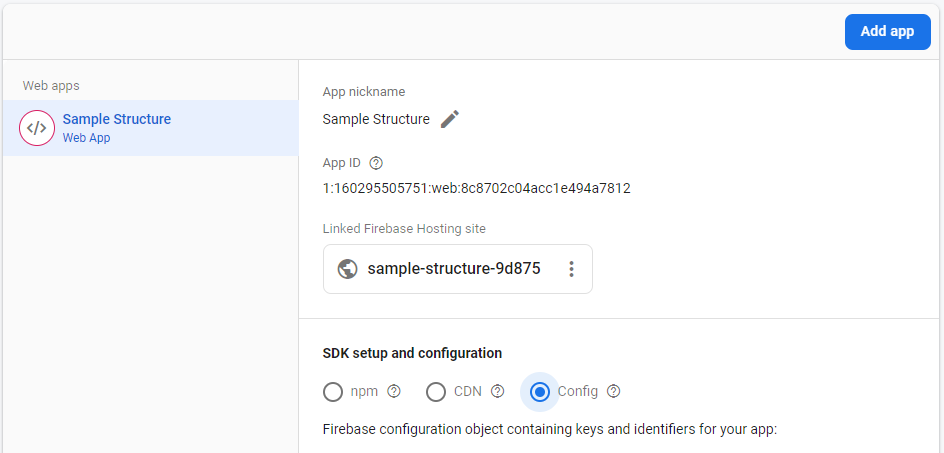 Add app
Web apps
Sample Structure
Web App
App nickname
Sample Structure
App ID
1:160295505751:web:8c8702c04acc1e494a7812
Linked Firebase Hosting site
sample-structure-9d875
SDK setup and configuration
npm CDN Config
Firebase configuration object containing keys and identifiers for your app: